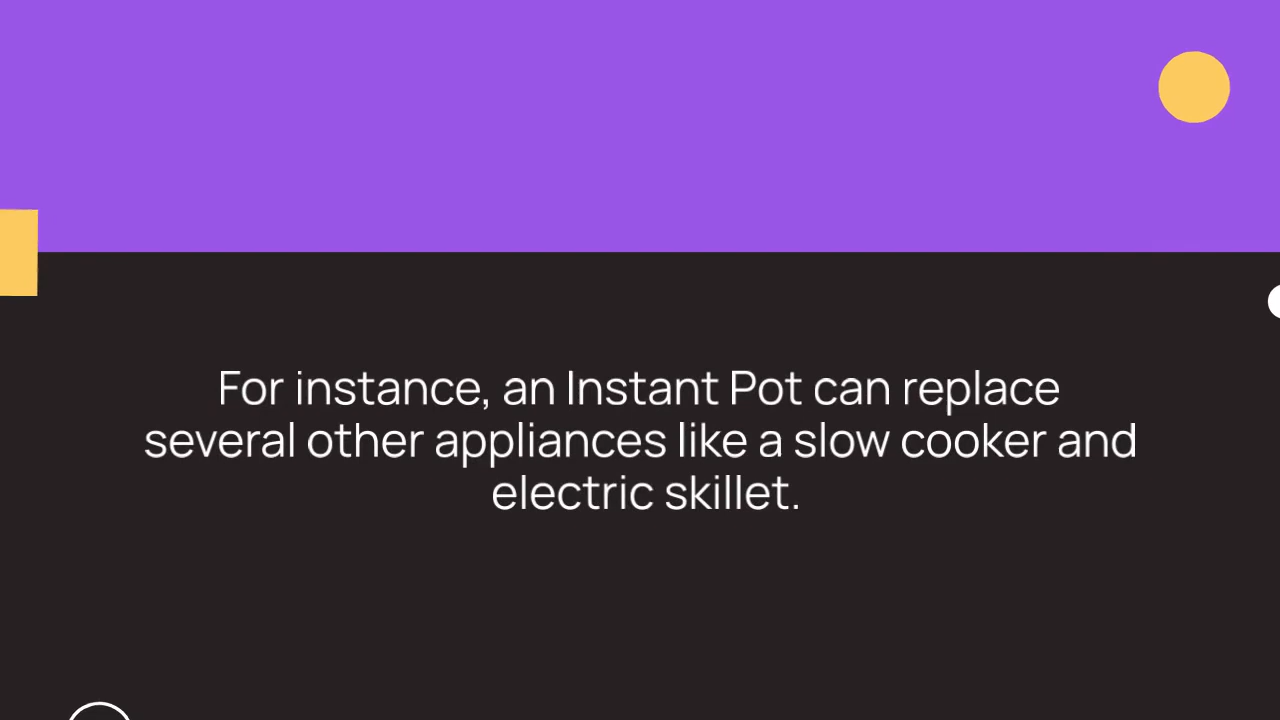 For instance, an Instant Pot can replace
several other appliances like a slow cooker and
electric skillet.